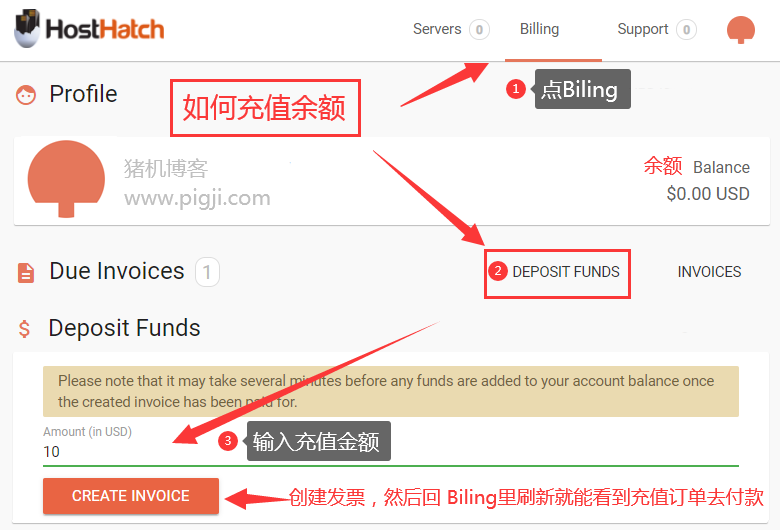 HostHatch
Servers 0
Billing
Support 0
Profile
如何充值余额
1 点Biling
猪机博客
www.pigji.com
余额 Balance
$0.00 USD
Due Invoices 1
2 DEPOSIT FUNDS
INVOICES
Deposit Funds
Please note that it may take several minutes before any funds are added to your account balance once
the created invoice has been paid for.
Amount (in USD)
10
3 输入充值金额
CREATE INVOICE
创建发票，然后回 Biling里刷新就能看到充值订单去付款